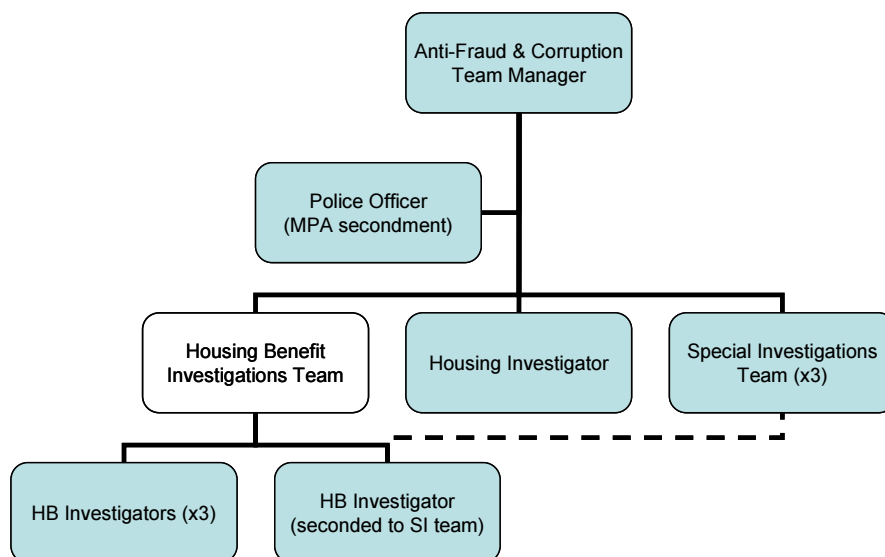 Anti-Fraud & Corruption
Team Manager
Police Officer
(MPA secondment)
Housing Benefit
Investigations Team
Housing Investigator
Special Investigations
Team (x3)
HB Investigators (x3)
HB Investigator
(seconded to SI team)